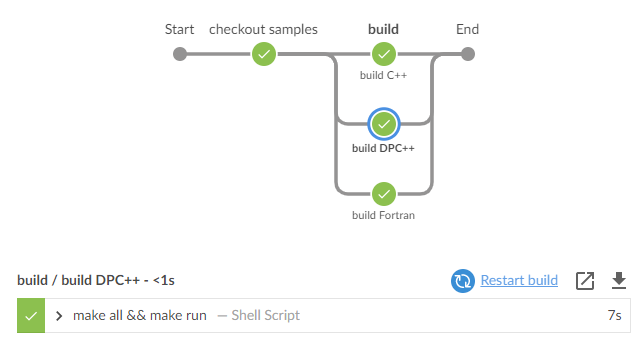 Start checkout samples build End
build C++
build DPC++
build Fortran
build / build DPC++ - <1s Restart build
make all && make run — Shell Script 7s